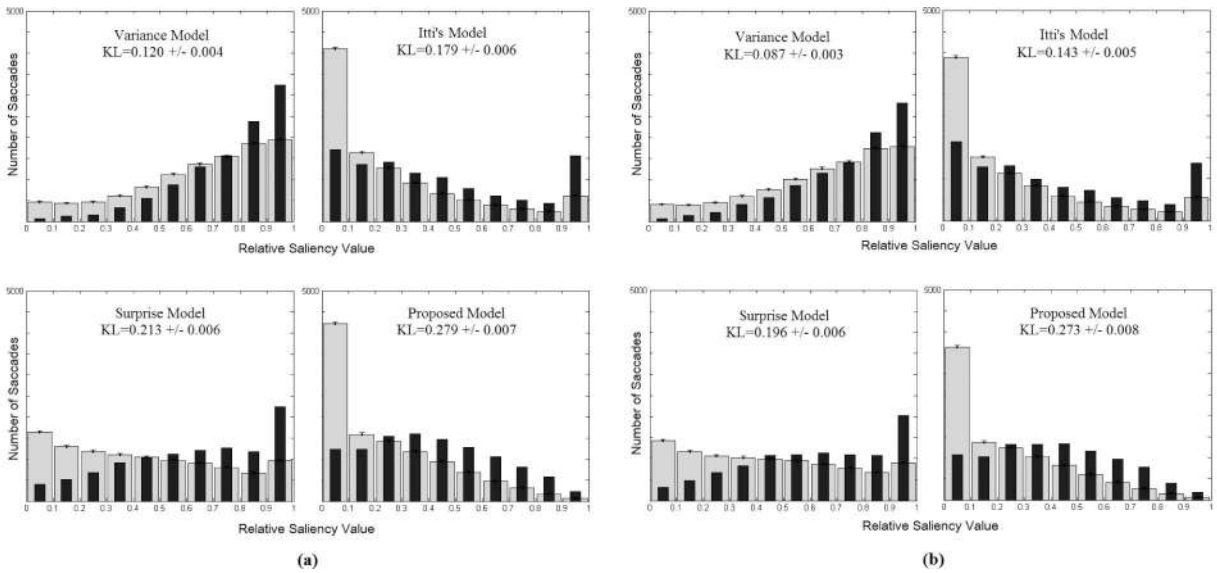 5000
Variance Model
KL=0.120 +/- 0.004
Number of Saccades
0 0.1 0.2 0.3 0.4 0.5 0.6 0.7 0.8 0.9 1
Itti's Model
KL=0.179 +/- 0.006
0.1 0.2 0.3 0.4 0.5 0.6 0.7 0.8 0.9 1
Relative Saliency Value
5000
Surprise Model
KL=0.213 +/- 0.006
Number of Saccades
0 0.1 0.2 0.3 0.4 0.5 0.6 0.7 0.8 0.9 1
5000
Proposed Model
KL=0.279 +/- 0.007
0.1 0.2 0.3 0.4 0.5 0.6 0.7 0.8 0.9 1
Relative Saliency Value
(a)
5000
Variance Model
KL=0.087 +/- 0.003
Number of Saccades
0 0.1 0.2 0.3 0.4 0.5 0.6 0.7 0.8 0.9 1
Itti's Model
KL=0.143 +/- 0.005
0.1 0.2 0.3 0.4 0.5 0.6 0.7 0.8 0.9 1
Relative Saliency Value
5000
Surprise Model
KL=0.196 +/- 0.006
Number of Saccades
0 0.1 0.2 0.3 0.4 0.5 0.6 0.7 0.8 0.9 1
5000
Proposed Model
KL=0.273 +/- 0.008
0.1 0.2 0.3 0.4 0.5 0.6 0.7 0.8 0.9 1
Relative Saliency Value
(b)